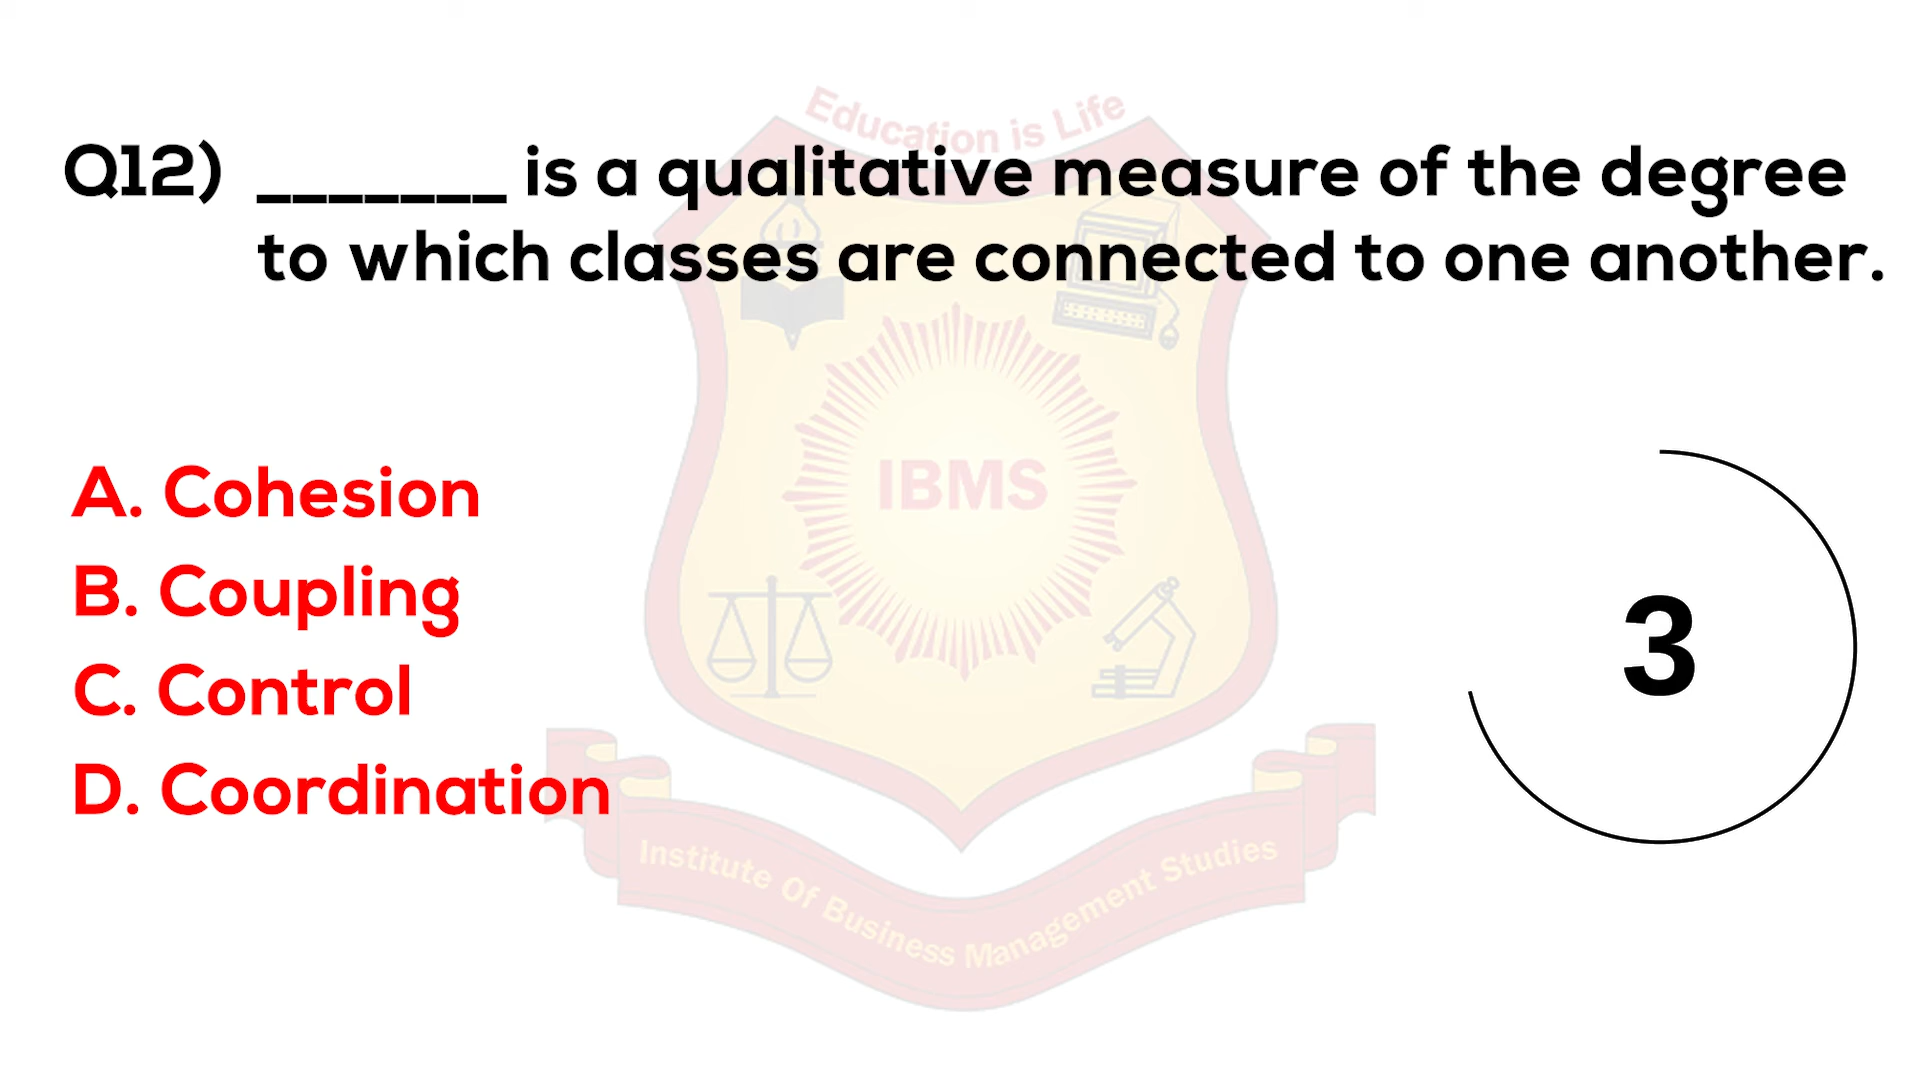 Education is Life
Q12) _______ is a qualitative measure of the degree
to which classes are connected to one another.
IBMS
A. Cohesion
B. Coupling
C. Control
D. Coordination
3
Institute Of Business Management Studies